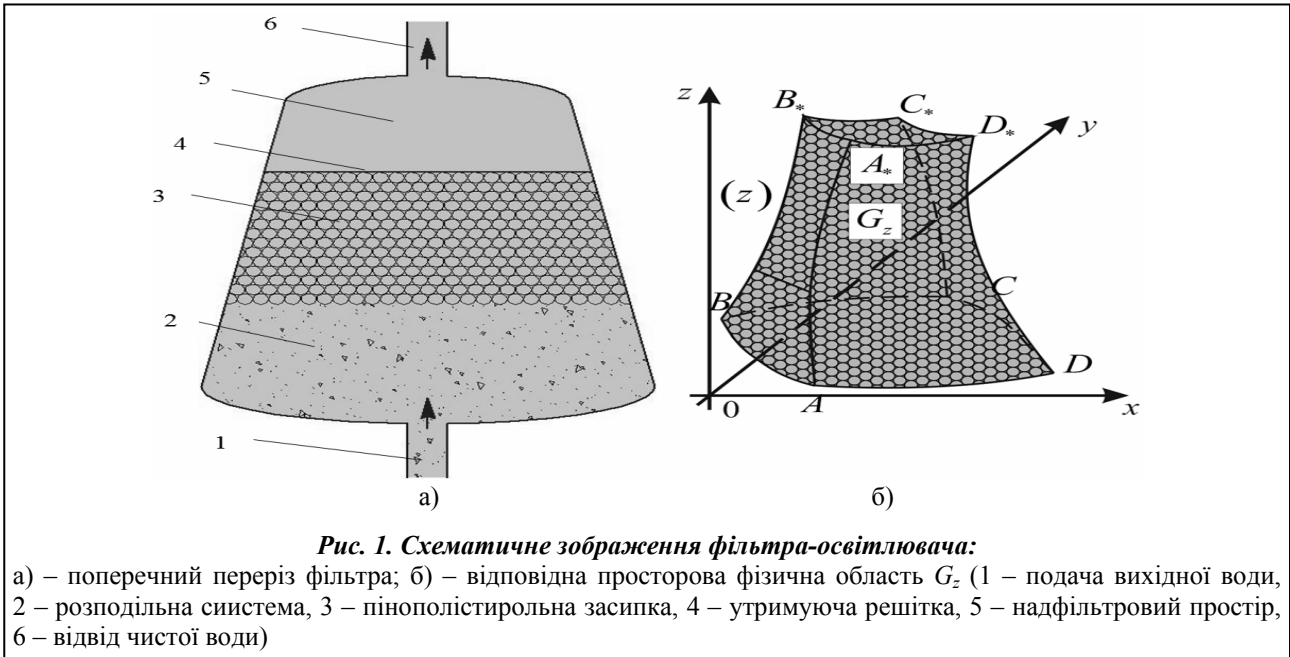 6
5
4
3
2
1
а)
z
B*
C*
D*
y
A*
(z)
G_z
B
C
D
0
A
x
б)
Рис. 1. Схематичне зображення фільтра-освітлювача:
а) – поперечний переріз фільтра; б) – відповідна просторова фізична область G_z (1 – подача вихідної води,
2 – розподільна сиистема, 3 – пінополістирольна засипка, 4 – утримуюча решітка, 5 – надфільтровий простір,
6 – відвід чистої води)